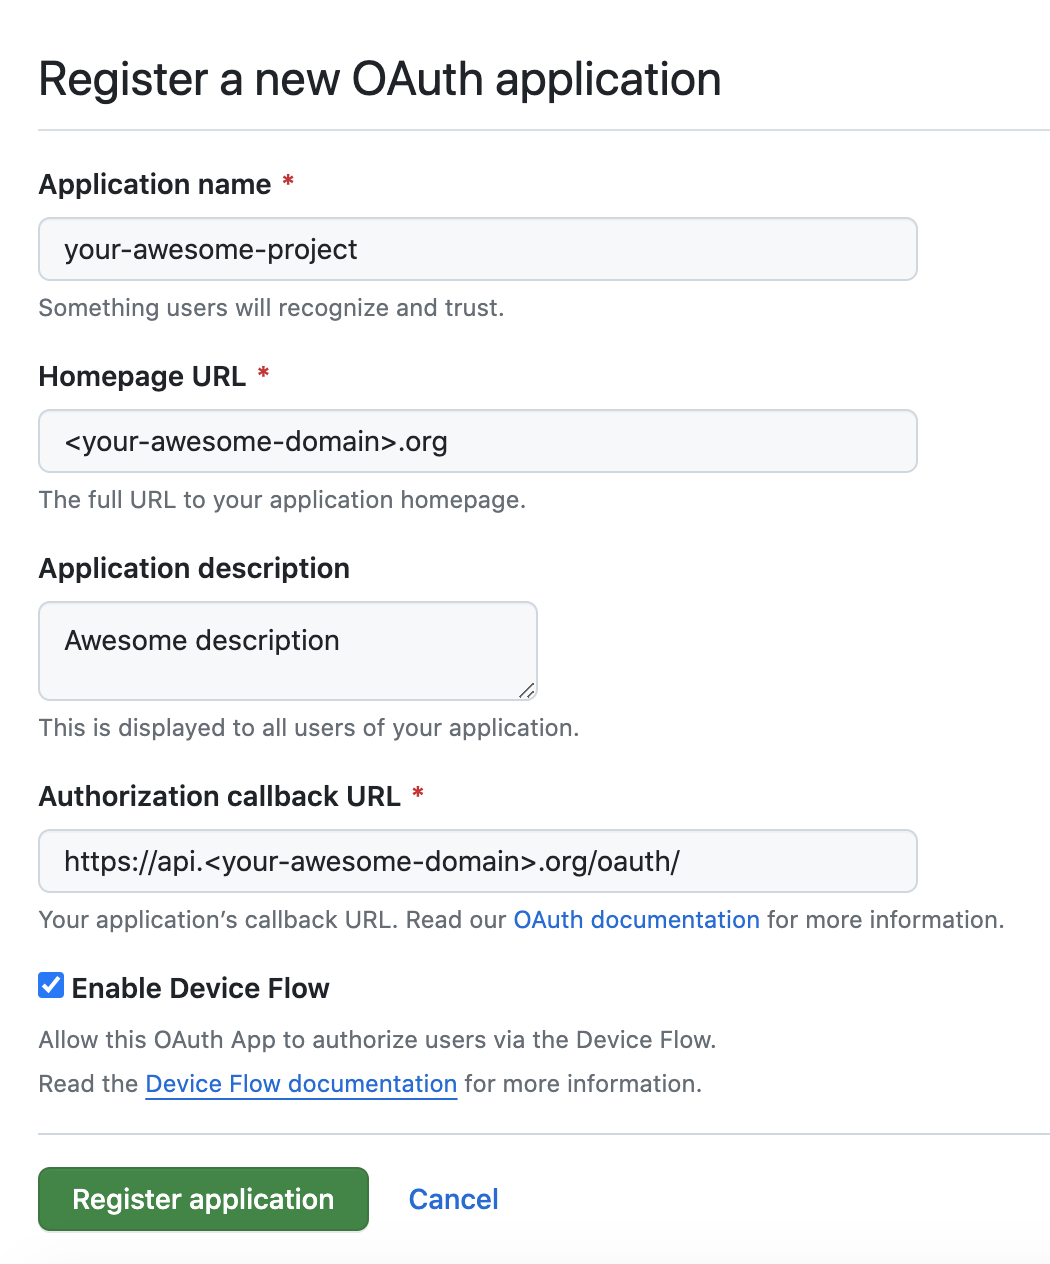 Register a new OAuth application
Application name *
your-awesome-project
Something users will recognize and trust.
Homepage URL *
<your-awesome-domain>.org
The full URL to your application homepage.
Application description
Awesome description
This is displayed to all users of your application.
Authorization callback URL *
https://api.<your-awesome-domain>.org/oauth/
Your application’s callback URL. Read our OAuth documentation for more information.
Enable Device Flow
Allow this OAuth App to authorize users via the Device Flow.
Read the Device Flow documentation for more information.
Register application Cancel